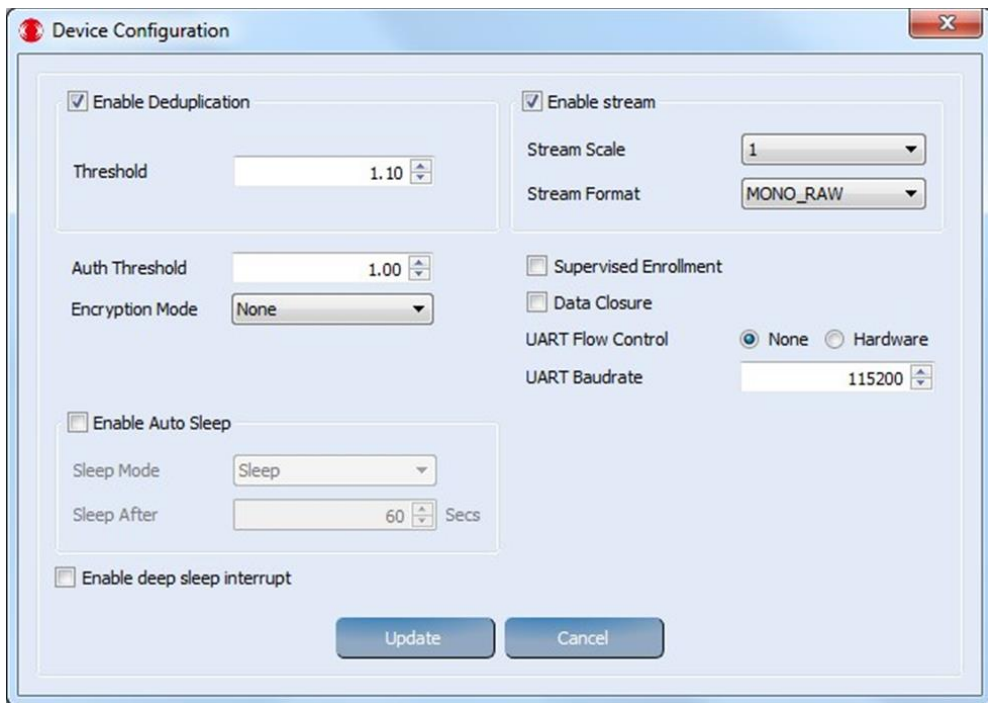 Device Configuration
Enable Deduplication
Threshold 1.10
Enable stream
Stream Scale 1
Stream Format MONO_RAW
Auth Threshold 1.00
Encryption Mode None
Supervised Enrollment
Data Closure
UART Flow Control None Hardware
UART Baudrate 115200
Enable Auto Sleep
Sleep Mode Sleep
Sleep After 60 Secs
Enable deep sleep interrupt
Update Cancel